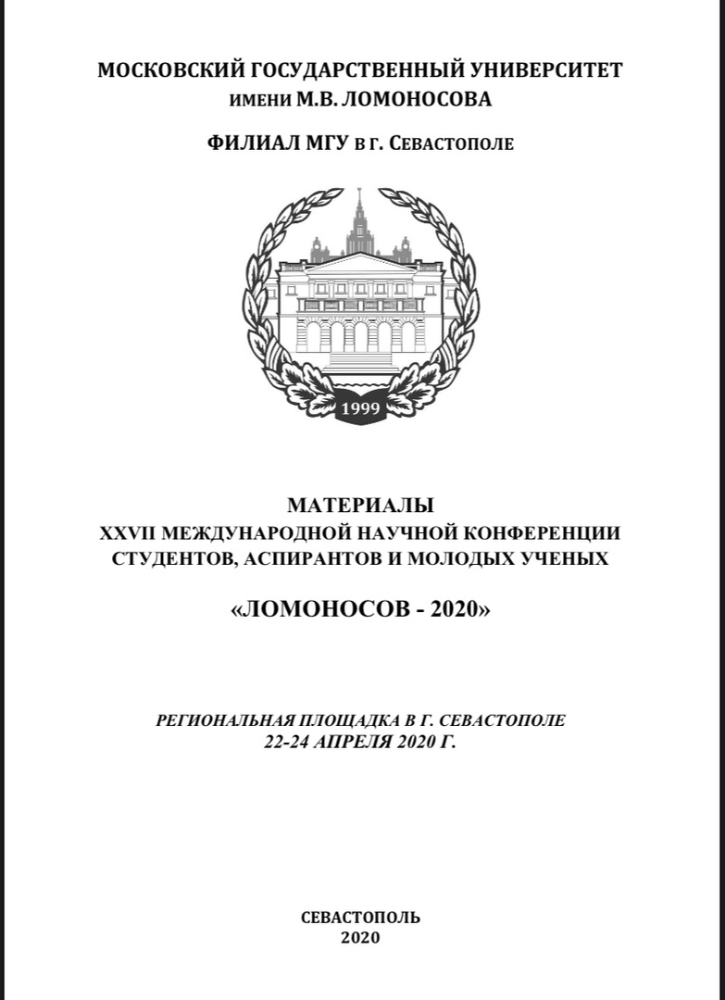 МОСКОВСКИЙ ГОСУДАРСТВЕННЫЙ УНИВЕРСИТЕТ
ИМЕНИ М.В. ЛОМОНОСОВА
ФИЛИАЛ МГУ В Г. СЕВАСТОПОЛЕ
1999
МАТЕРИАЛЫ
XXVII МЕЖДУНАРОДНОЙ НАУЧНОЙ КОНФЕРЕНЦИИ
СТУДЕНТОВ, АСПИРАНТОВ И МОЛОДЫХ УЧЕНЫХ
«ЛОМОНОСОВ - 2020»
РЕГИОНАЛЬНАЯ ПЛОЩАДКА В Г. СЕВАСТОПОЛЕ
22-24 АПРЕЛЯ 2020 Г.
СЕВАСТОПОЛЬ
2020